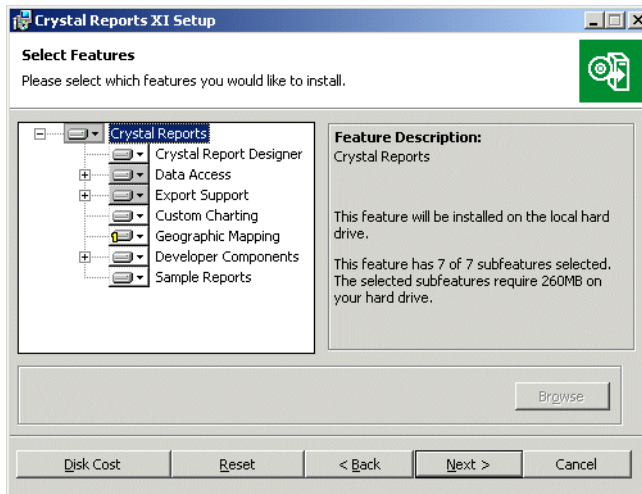 Crystal Reports XI Setup
Select Features
Please select which features you would like to install.
Crystal Reports
Crystal Report Designer
Data Access
Export Support
Custom Charting
Geographic Mapping
Developer Components
Sample Reports
Feature Description:
Crystal Reports
This feature will be installed on the local hard
drive.
This feature has 7 of 7 subfeatures selected.
The selected subfeatures require 260MB on
your hard drive.
Browse
Disk Cost
Reset
< Back
Next >
Cancel